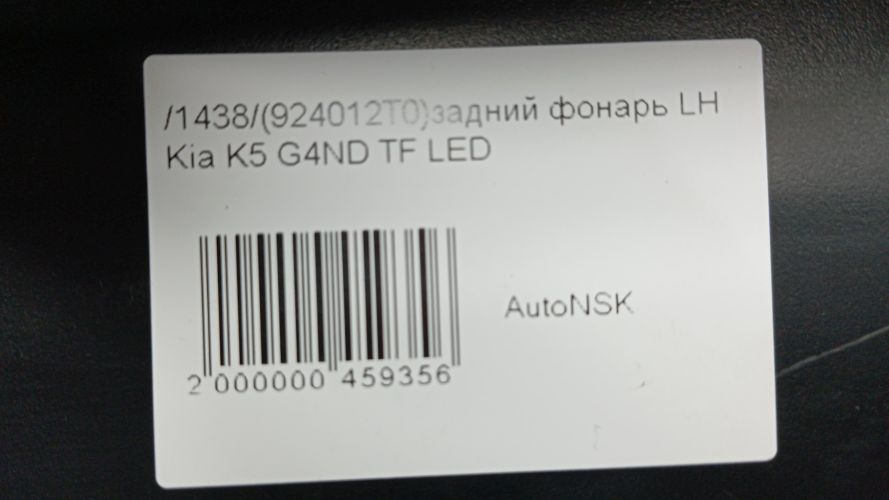 /1438/(924012T0)задний фонарь LH
Kia K5 G4ND TF LED
AutoNSK
2 000000 459356